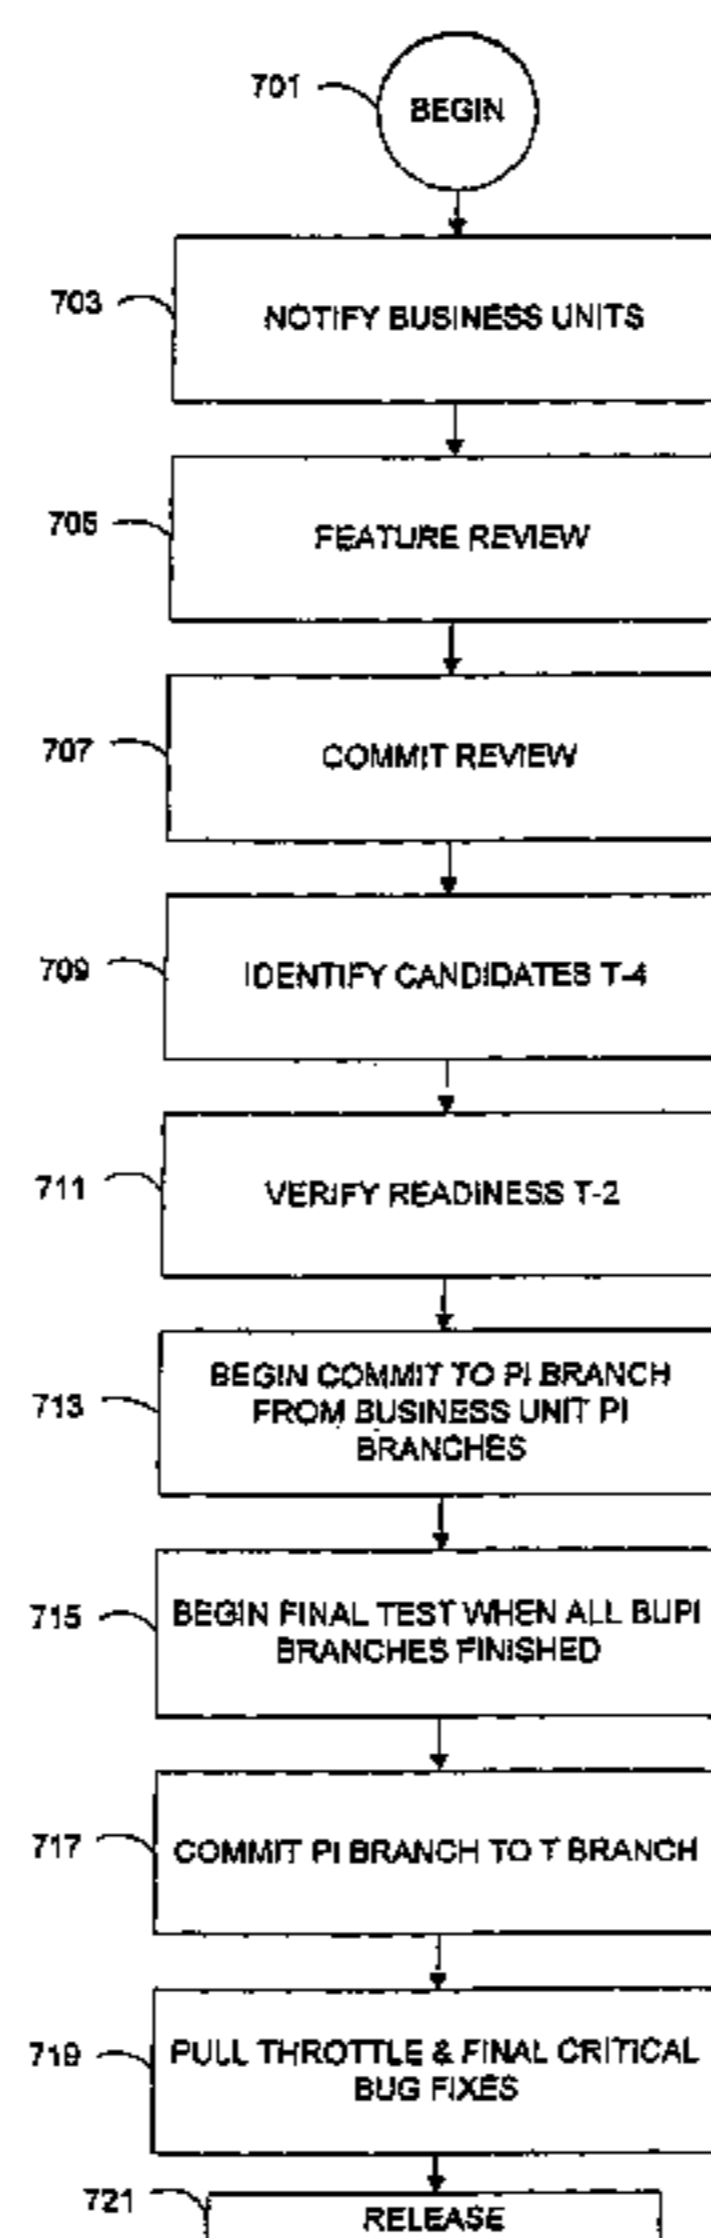 701
BEGIN
703
NOTIFY BUSINESS UNITS
705
FEATURE REVIEW
707
COMMIT REVIEW
709
IDENTIFY CANDIDATES T-4
711
VERIFY READINESS T-2
713
BEGIN COMMIT TO PI BRANCH
FROM BUSINESS UNIT PI
BRANCHES
715
BEGIN FINAL TEST WHEN ALL BUPI
BRANCHES FINISHED
717
COMMIT PI BRANCH TO T BRANCH
719
PULL THROTTLE & FINAL CRITICAL
BUG FIXES
721
RELEASE